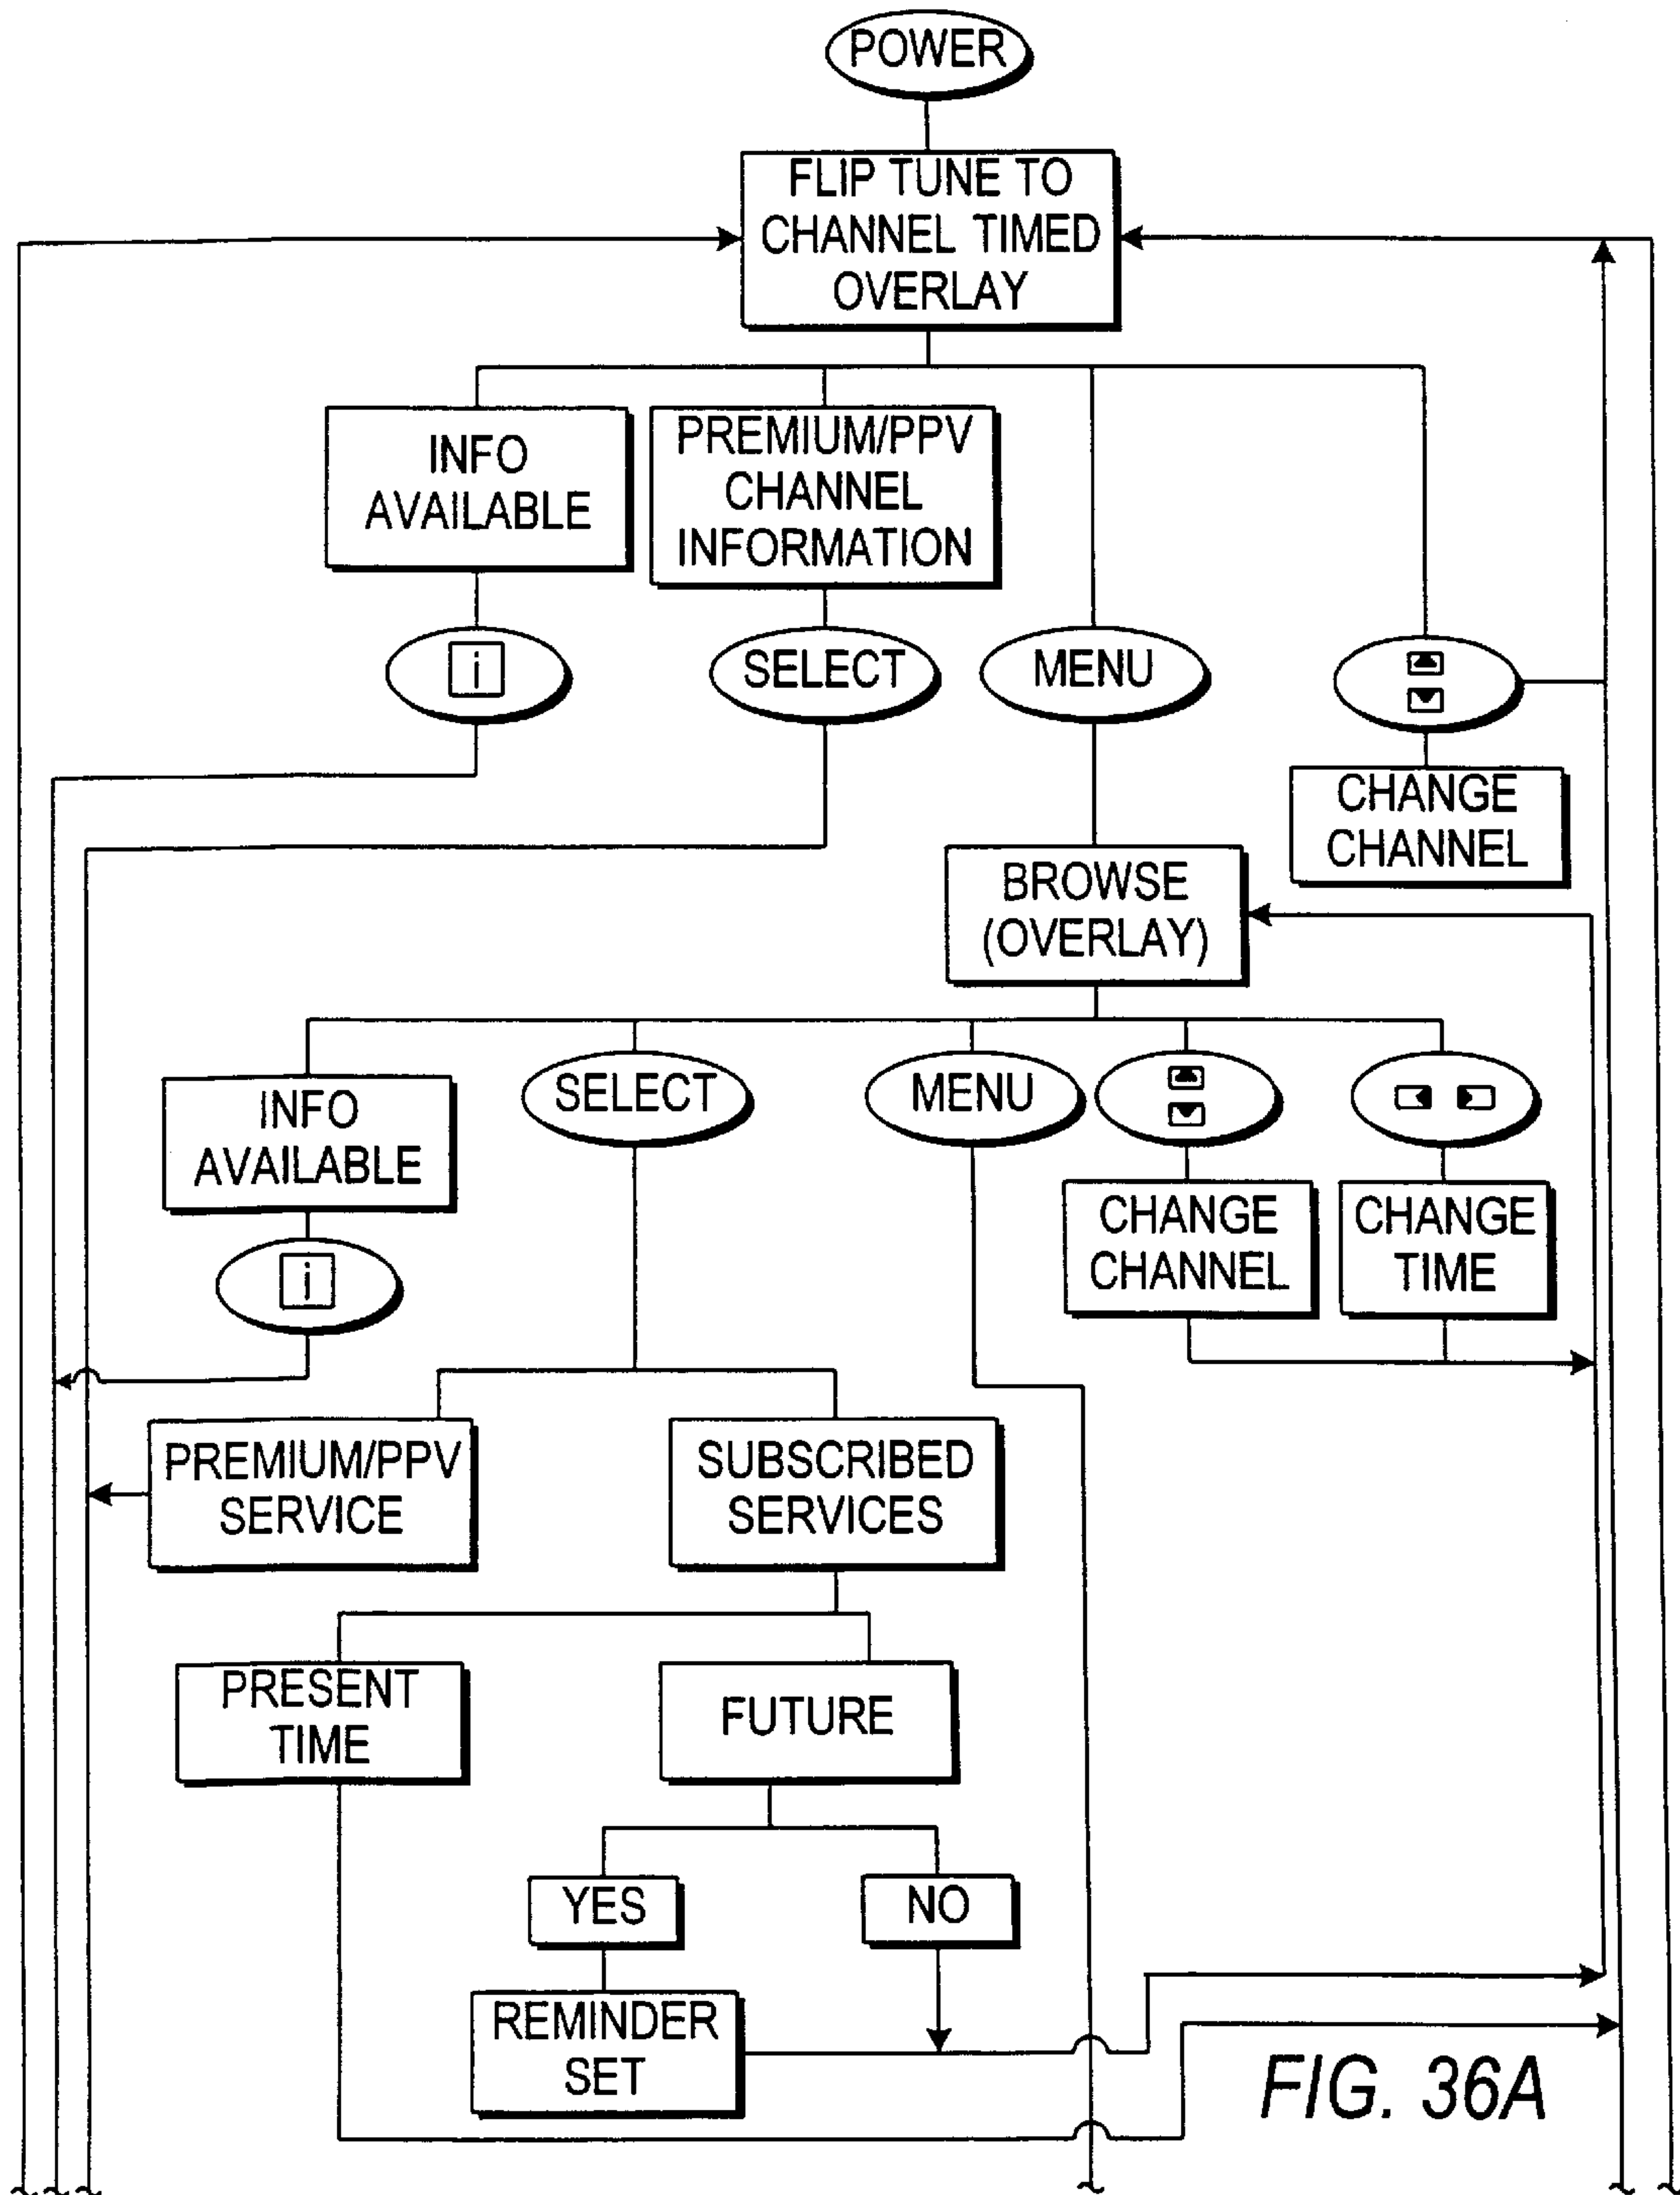 POWER
FLIP TUNE TO
CHANNEL TIMED
OVERLAY
INFO
AVAILABLE
PREMIUM/PPV
CHANNEL
INFORMATION
i
SELECT
MENU
CHANGE
CHANNEL
BROWSE
(OVERLAY)
INFO
AVAILABLE
SELECT
MENU
i
CHANGE
CHANNEL
CHANGE
TIME
PREMIUM/PPV
SERVICE
SUBSCRIBED
SERVICES
PRESENT
TIME
FUTURE
YES
NO
REMINDER
SET
FIG. 36A